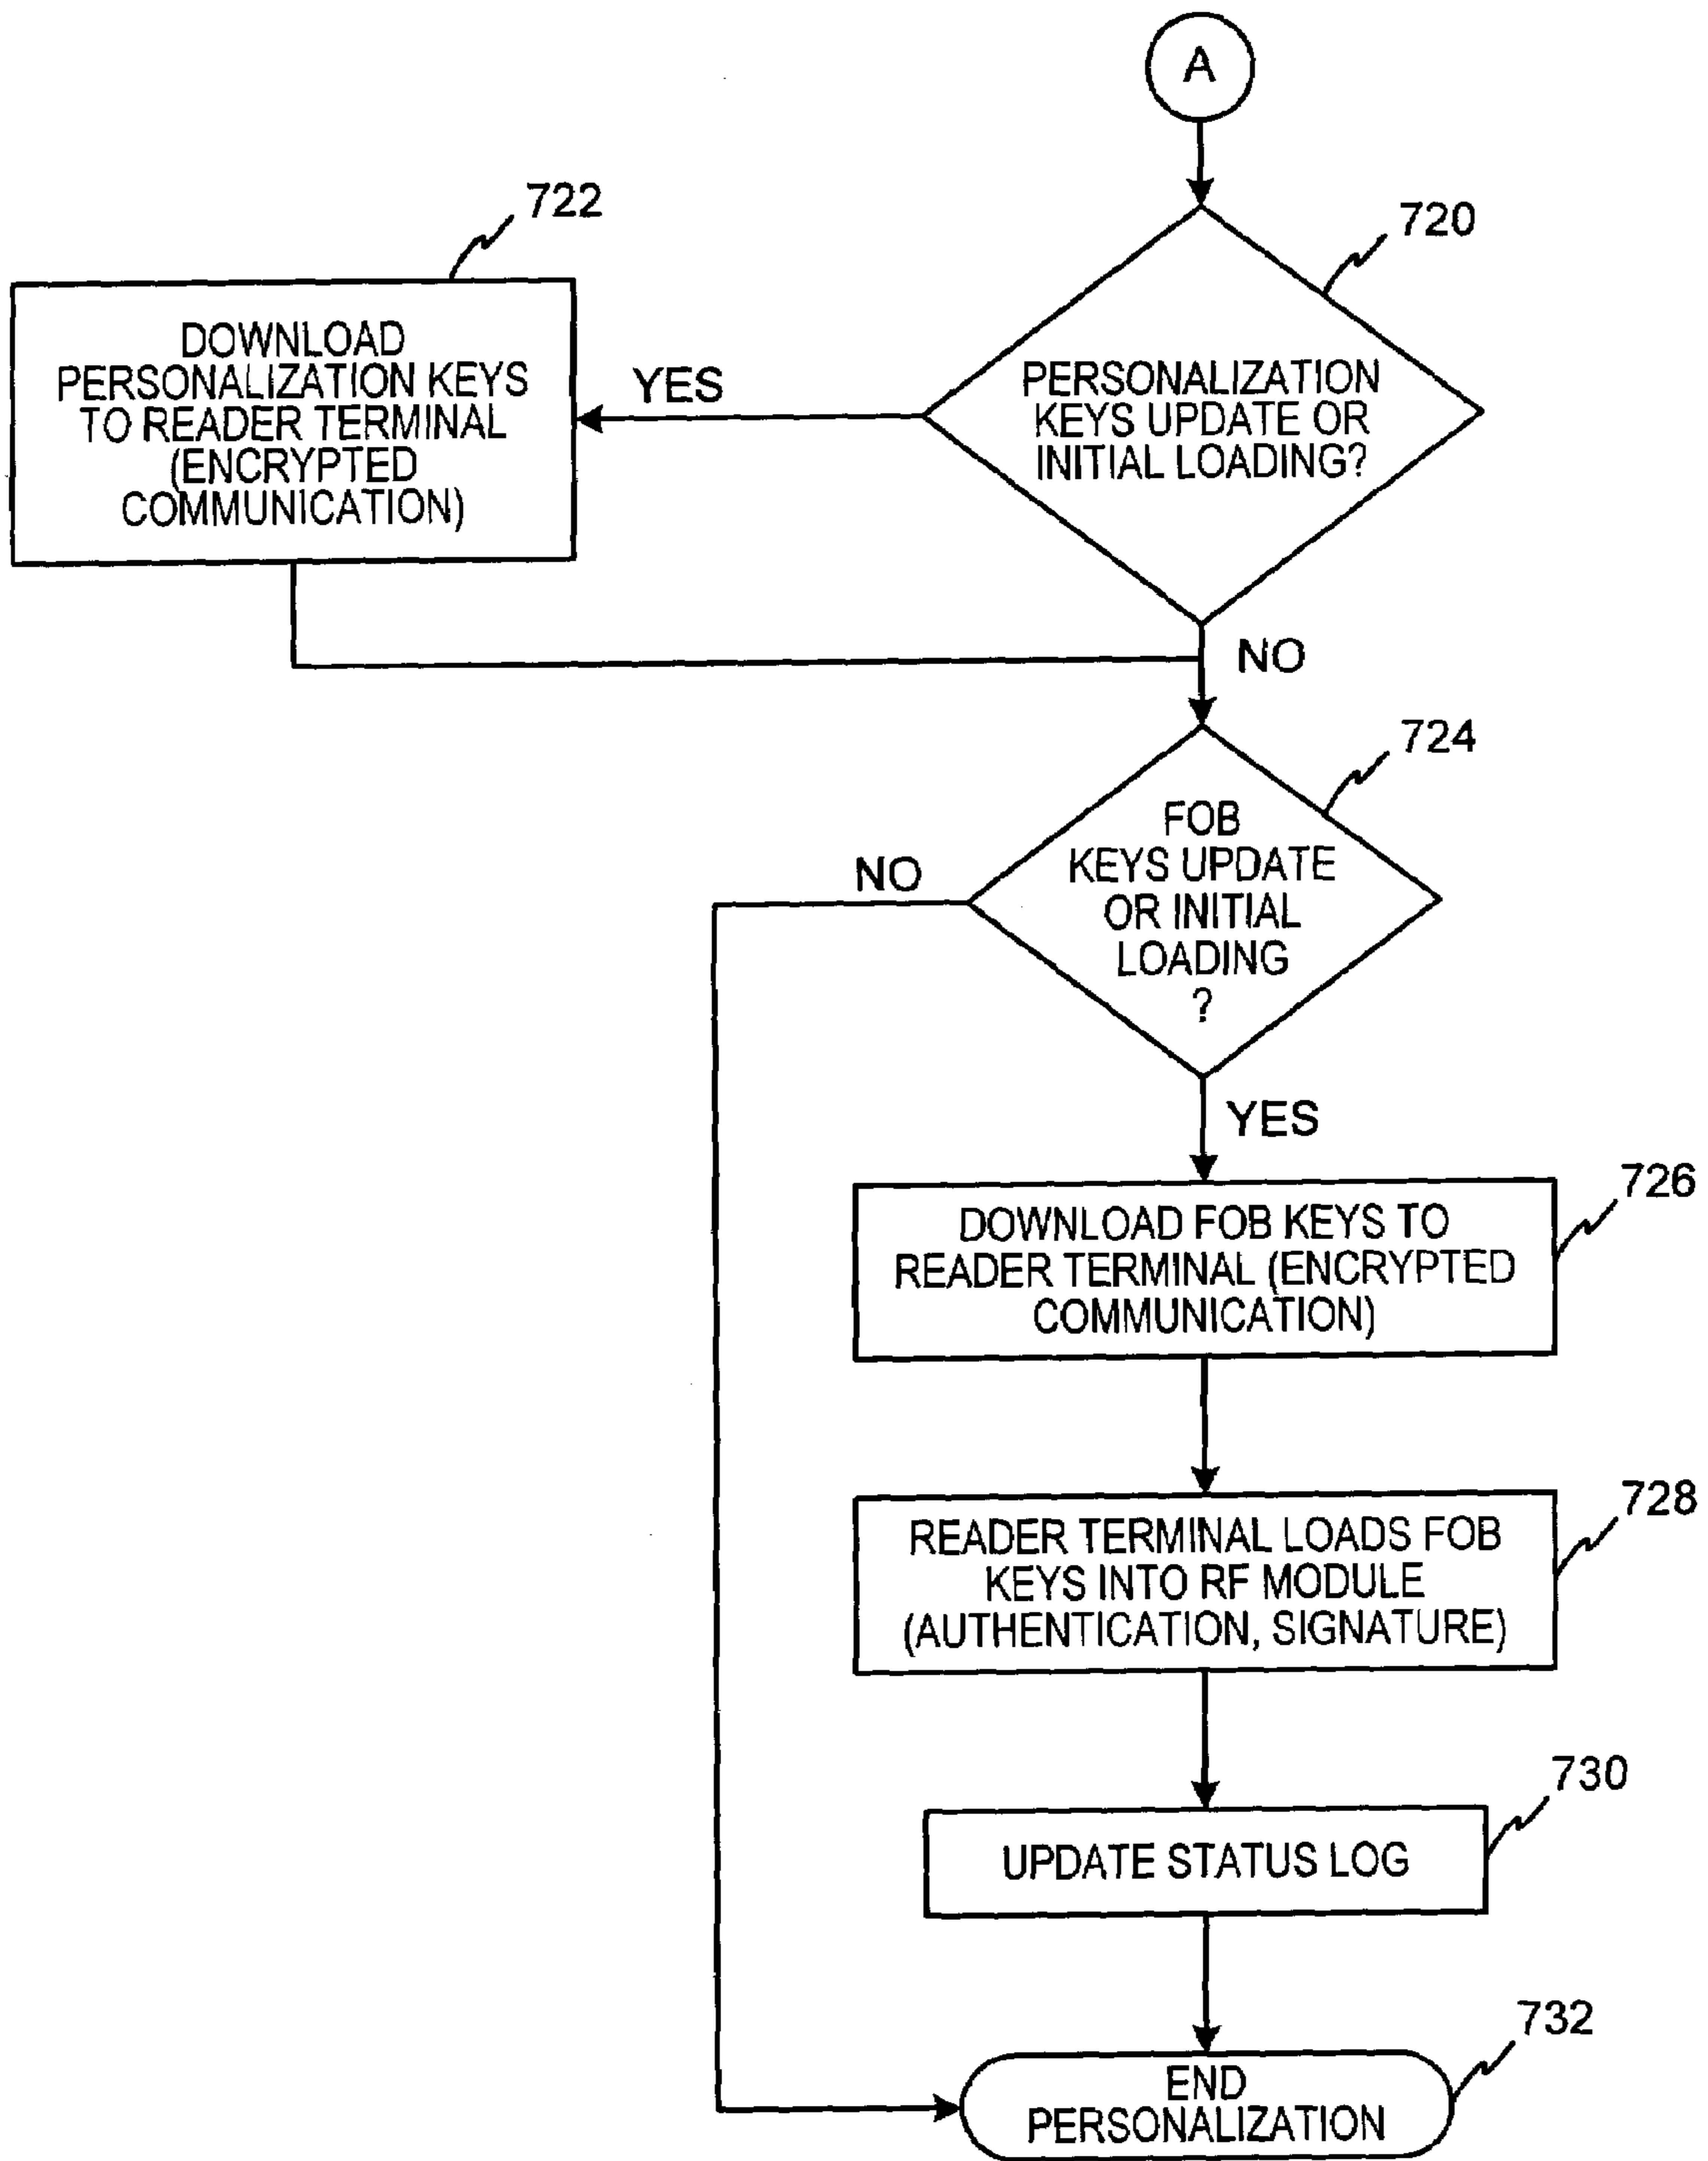 A
722
720
DOWNLOAD
PERSONALIZATION KEYS
TO READER TERMINAL
(ENCRYPTED
COMMUNICATION)
YES
PERSONALIZATION
KEYS UPDATE OR
INITIAL LOADING?
NO
724
NO
FOB
KEYS UPDATE
OR INITIAL
LOADING
?
YES
726
DOWNLOAD FOB KEYS TO
READER TERMINAL (ENCRYPTED
COMMUNICATION)
728
READER TERMINAL LOADS FOB
KEYS INTO RF MODULE
(AUTHENTICATION, SIGNATURE)
730
UPDATE STATUS LOG
732
END
PERSONALIZATION